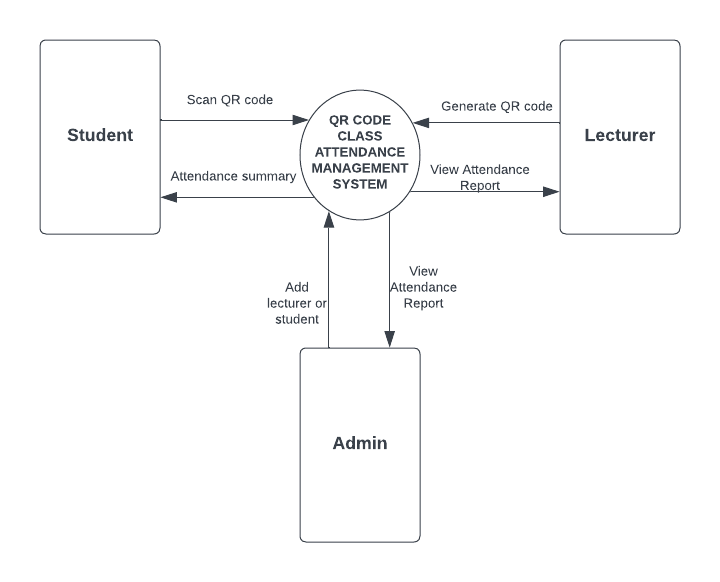 Student
Scan QR code
Attendance summary
QR CODE
CLASS
ATTENDANCE
MANAGEMENT
SYSTEM
Generate QR code
View Attendance
Report
Lecturer
Add
lecturer or
student
View
Attendance
Report
Admin